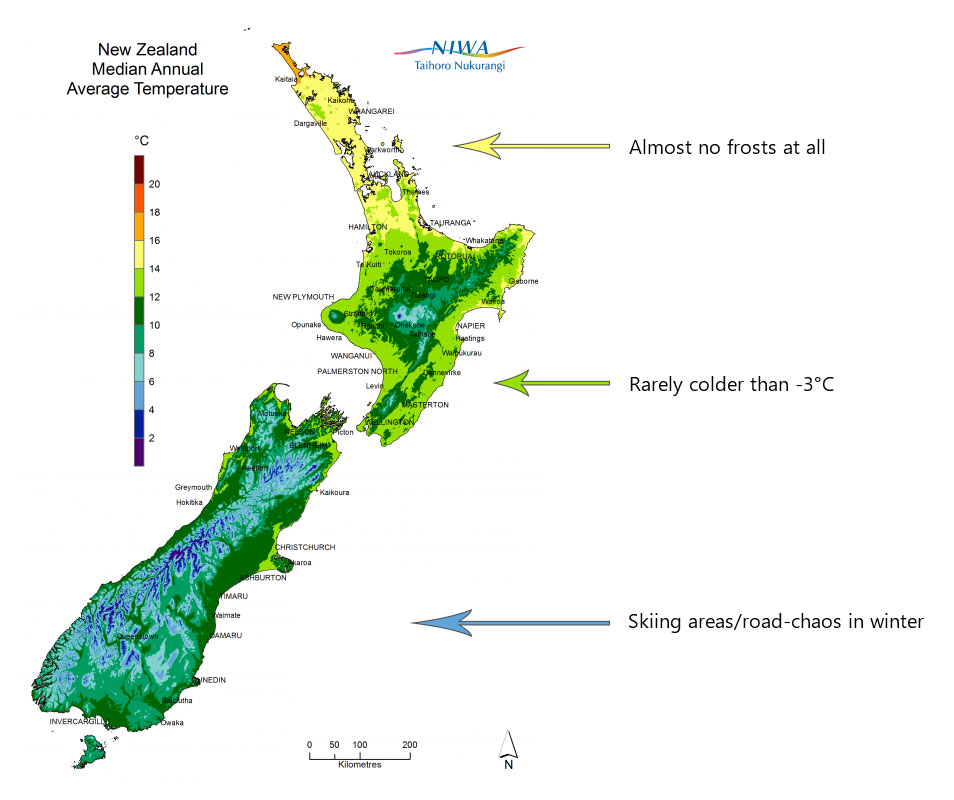 New Zealand
Median Annual
Average Temperature
NIWA
Taihoro Nukurangi
°C
20
18
16
14
12
10
8
6
4
2
Kaitaia
Kaikohe
WHANGAREI
Dargaville
Warkworth
AUCKLAND
Thames
HAMILTON
TAURANGA
Whakatane
Tokoroa
ROTORUA
Te Kuiti
TAUPO
Taumarunui
Turangi
Gisborne
NEW PLYMOUTH
Wairoa
Stratford
Opunake
Ohakune
NAPIER
Taihape
Hawera
Hastings
WANGANUI
Waipukurau
PALMERSTON NORTH
Dannevirke
Levin
MASTERTON
WELLINGTON
Motueka
Picton
BLENHEIM
Westport
Reefton
Greymouth
Kaikoura
Hokitika
CHRISTCHURCH
Akaroa
ASHBURTON
TIMARU
Waimate
Queenstown
OAMARU
DUNEDIN
Balclutha
INVERCARGILL
Owaka
Almost no frosts at all
Rarely colder than -3°C
Skiing areas/road-chaos in winter
0 50 100 200
Kilometres
N